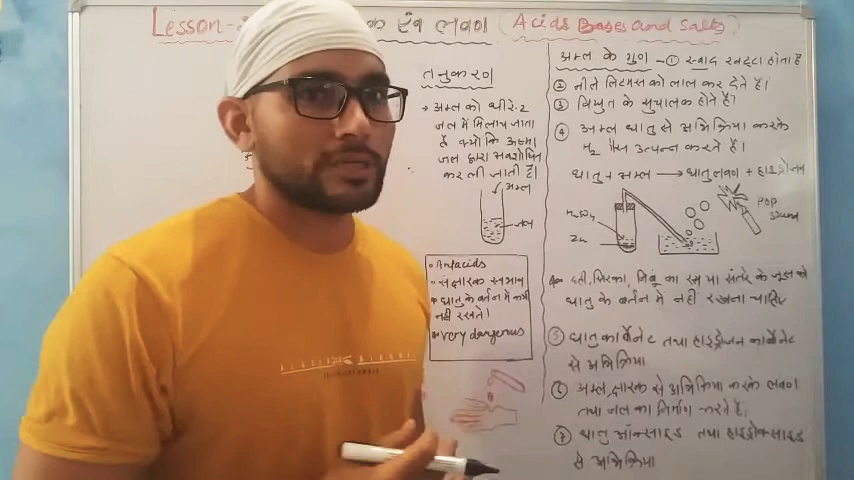 Lesson-
एंव लवण (Acids Bases and Salts)
तनुकरण
→ अम्ल को धीरे-2
जल में मिलाय जाता
है क्योंकि ऊष्मा
जल द्वारा अवशोषित
कर ली जाती है।
अम्ल
जल
• Antacids
• धातु के बर्तन में कभी
नहीं रखते।
• very dangerous
अम्ल के गुण - ① स्वाद खट्टा होता है
② नीले लिटमस को लाल कर देते है।
③ विधुत के सुचालक होते है।
④ अम्ल धातु से अभिक्रिया करके
H₂ गैस उत्पन्न करते है।
धातु + अम्ल → धातु लवण + हाइड्रोजन
H₂SO₄
Zn
POP
sound
दही, सिरका, निंबू का रस या संतरे के जूस को
धातु के बर्तन में नही रखना चाहिए
⑤ धातु कार्बोनेट तथा हाइड्रोजन कार्बोनेट
से अभिक्रिया
⑥ अम्ल, क्षारक से अभिक्रिया करके लवण
तथा जल का निर्माण करते है।
⑦ धातु ऑक्साइड तथा हाइड्रोक्साइड
से अभिक्रिया